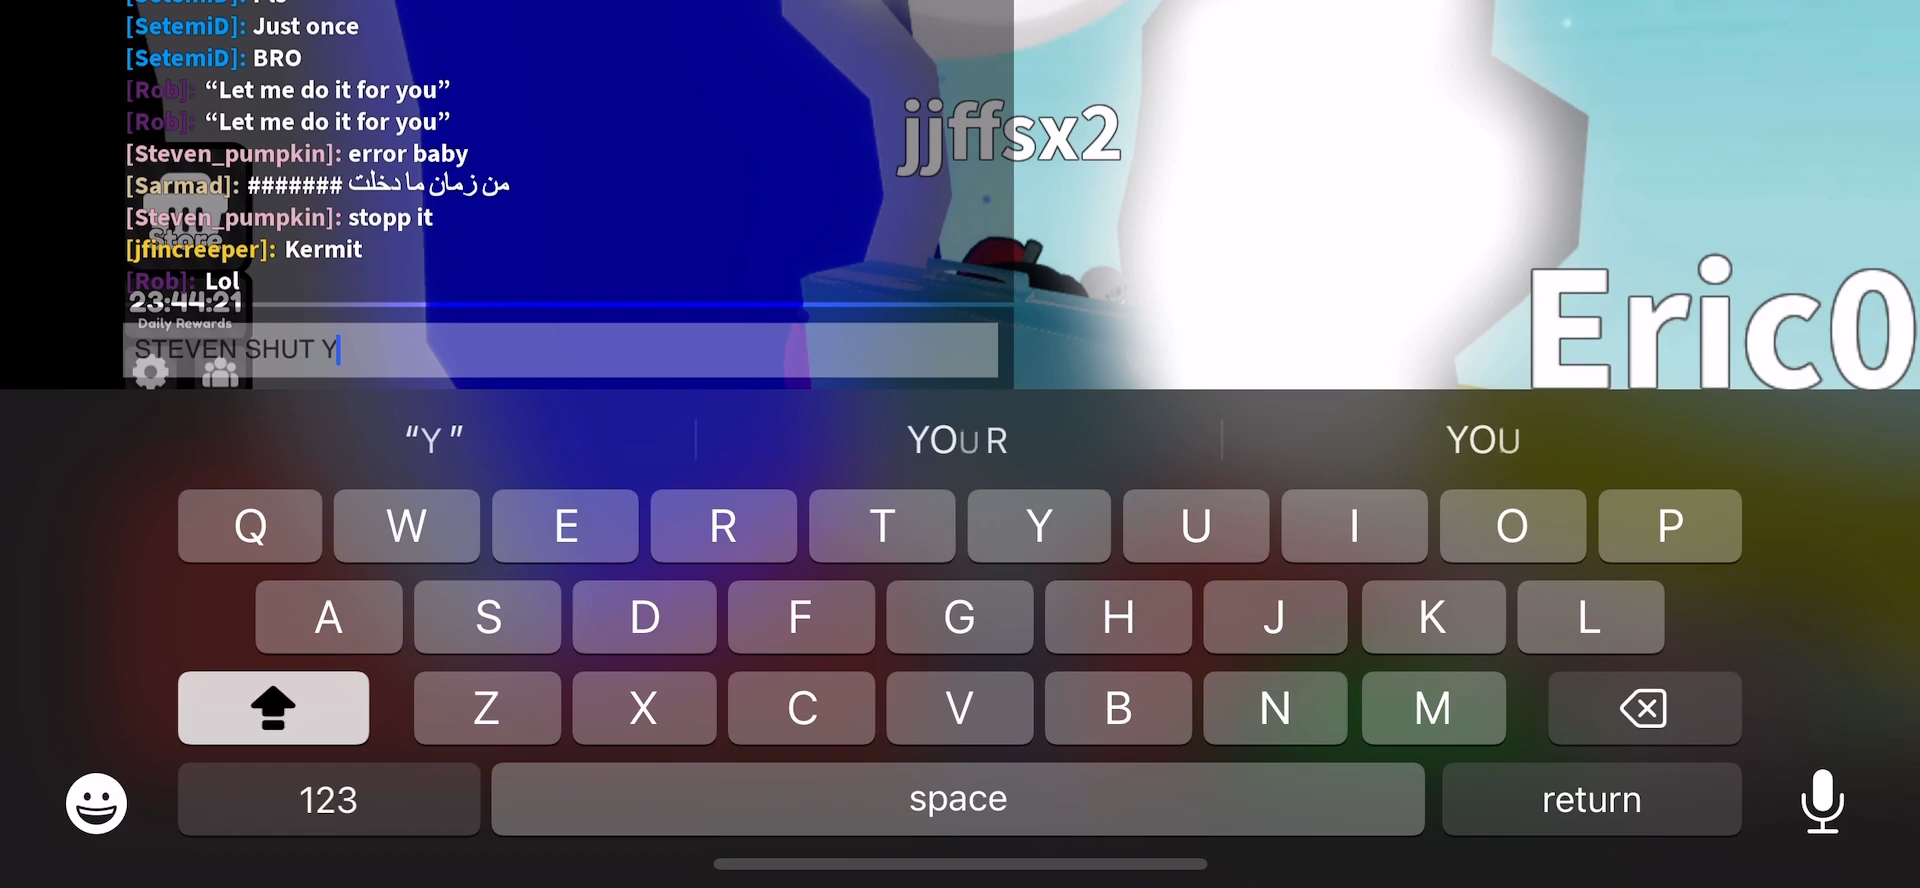 [SetemiD]: Just once
[SetemiD]: BRO
[Rob]: “Let me do it for you”
[Rob]: “Let me do it for you”
[Steven_pumpkin]: error baby
[Sarmad]: ####### من زمان ما دخلت
[Steven_pumpkin]: stopp it
Store
[jfincreeper]: Kermit
[Rob]: Lol
23:44:21
Daily Rewards
STEVEN SHUT Y
jjffsx2
Eric0
“Y”
YOUR
YOU
Q W E R T Y U I O P
A S D F G H J K L
Z X C V B N M
123
space
return